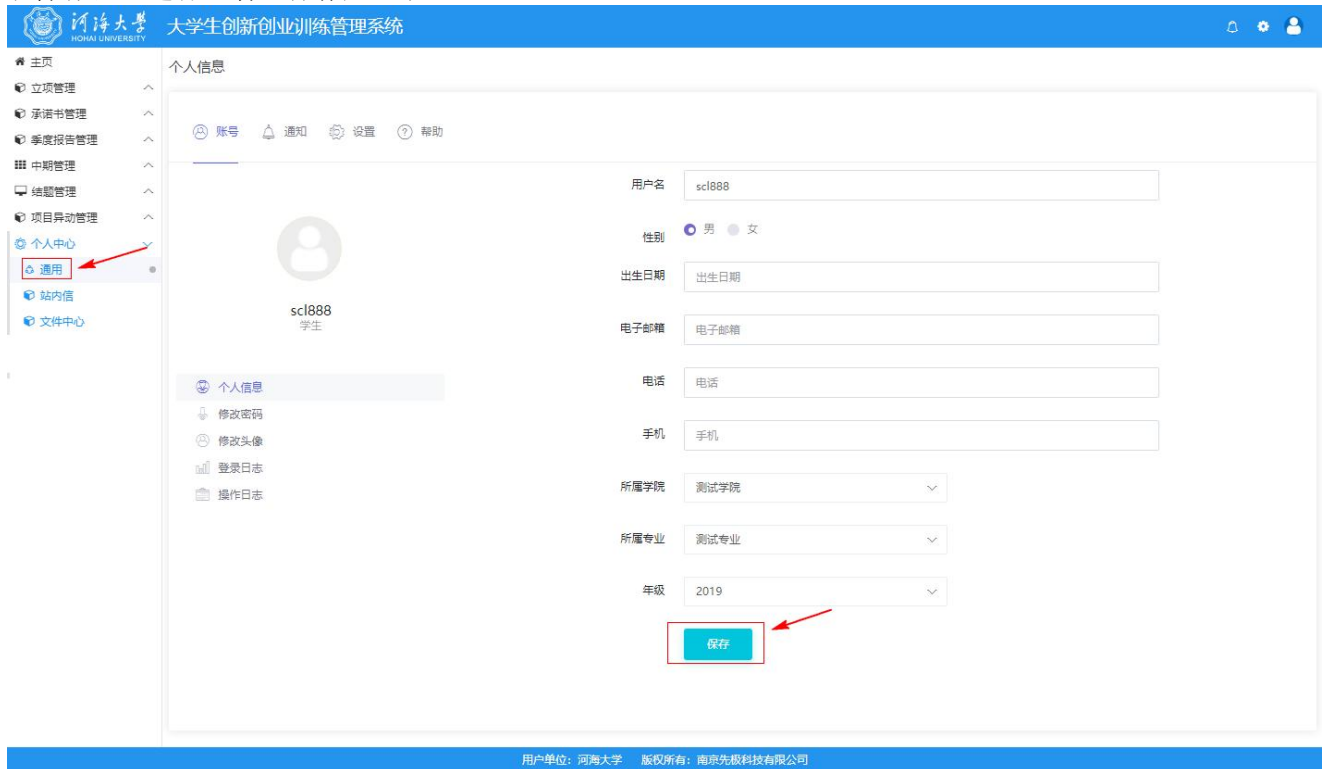 河海大学
HOHAI UNIVERSITY
大学生创新创业训练管理系统
主页
立项管理
承诺书管理
季度报告管理
中期管理
结题管理
项目异动管理
个人中心
通用
站内信
文件中心
个人信息
账号 通知 设置 帮助
scl888
学生
个人信息
修改密码
修改头像
登录日志
操作日志
用户名 scl888
性别 男 女
出生日期 出生日期
电子邮箱 电子邮箱
电话 电话
手机 手机
所属学院 测试学院
所属专业 测试专业
年级 2019
保存
用户单位：河海大学 版权所有：南京先极科技有限公司